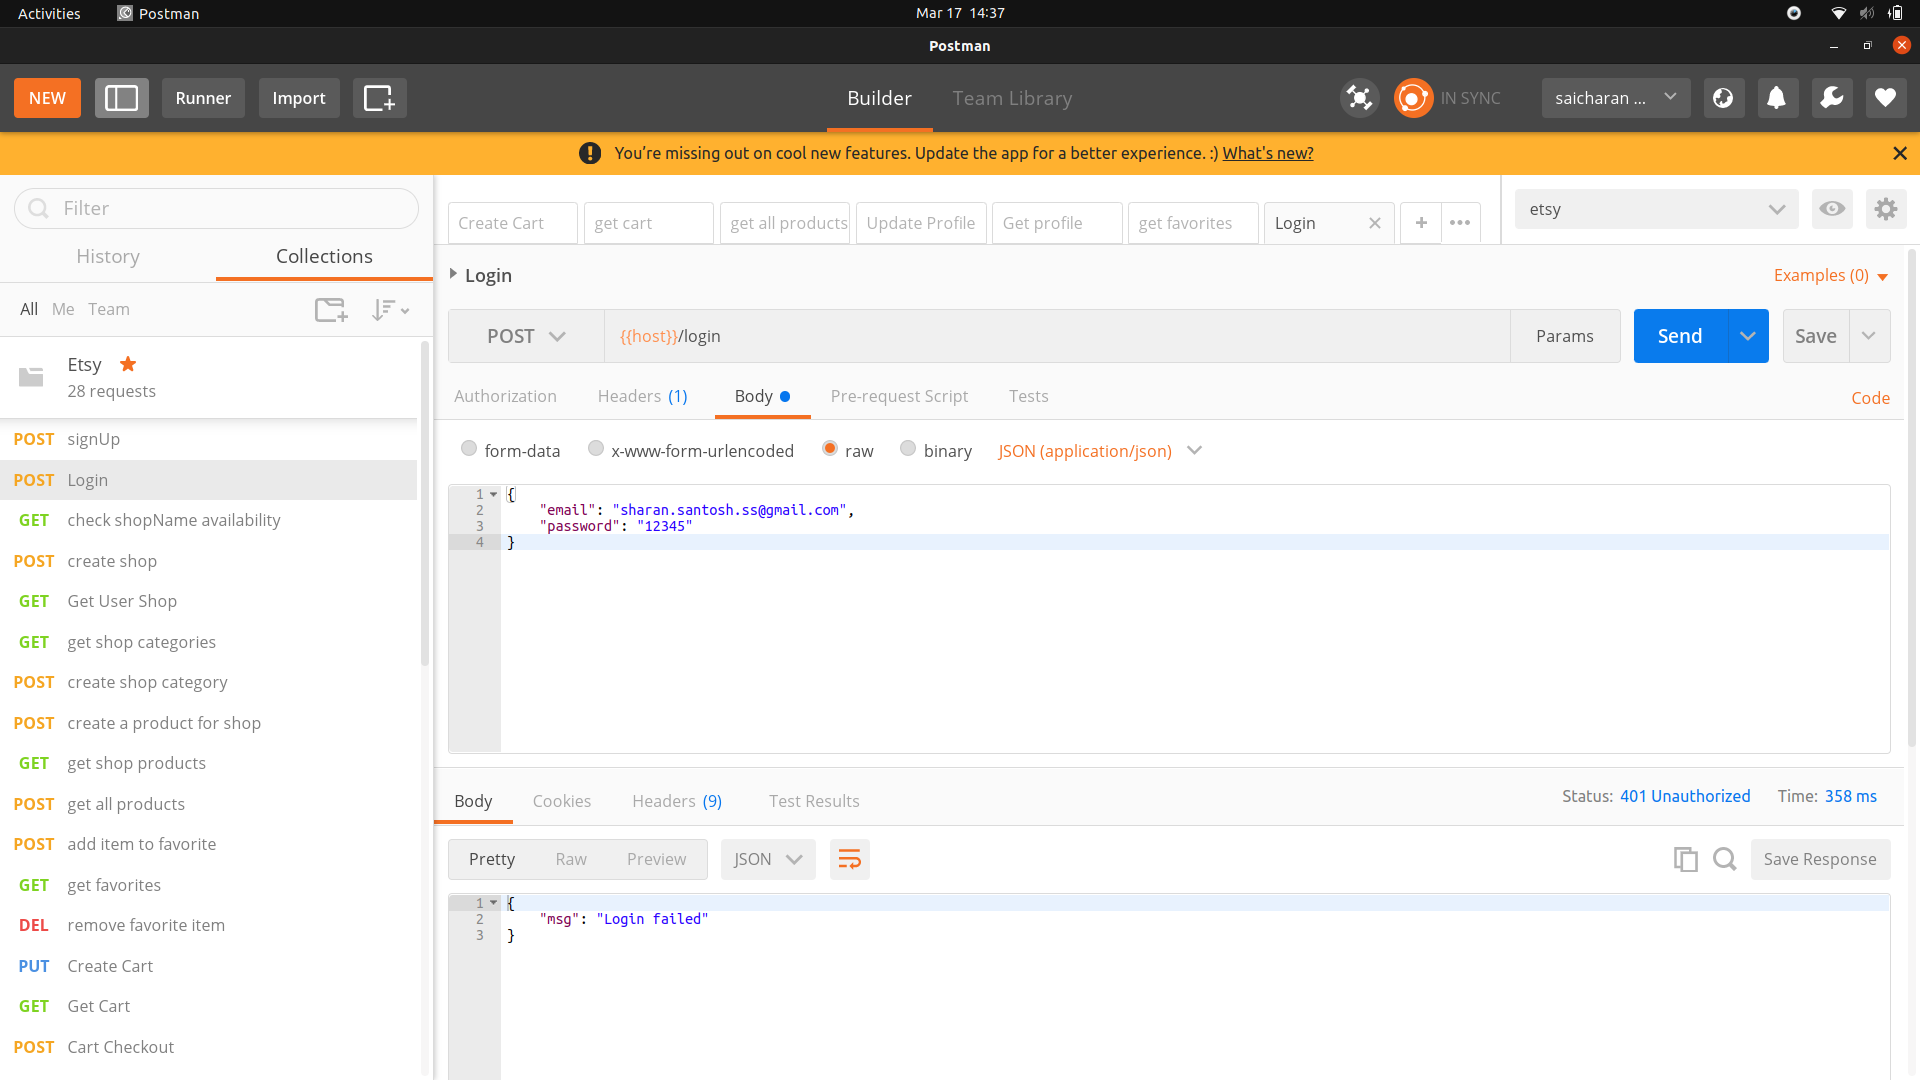 Activities Postman Mar 17 14:37
Postman
NEW Runner Import Builder Team Library IN SYNC saicharan ...
You're missing out on cool new features. Update the app for a better experience. :) What's new?
Filter
History Collections
All Me Team
Etsy
28 requests
POST signUp
POST Login
GET check shopName availability
POST create shop
GET Get User Shop
GET get shop categories
POST create shop category
POST create a product for shop
GET get shop products
POST get all products
POST add item to favorite
GET get favorites
DEL remove favorite item
PUT Create Cart
GET Get Cart
POST Cart Checkout
Create Cart get cart get all products Update Profile Get profile get favorites Login + •••
etsy
Login Examples (0)
POST {{host}}/login Params Send Save
Authorization Headers (1) Body Pre-request Script Tests Code
form-data x-www-form-urlencoded raw binary JSON (application/json)
1 {
2 "email": "sharan.santosh.ss@gmail.com",
3 "password": "12345"
4 }
Body Cookies Headers (9) Test Results Status: 401 Unauthorized Time: 358 ms
Pretty Raw Preview JSON Save Response
1 {
2 "msg": "Login failed"
3 }